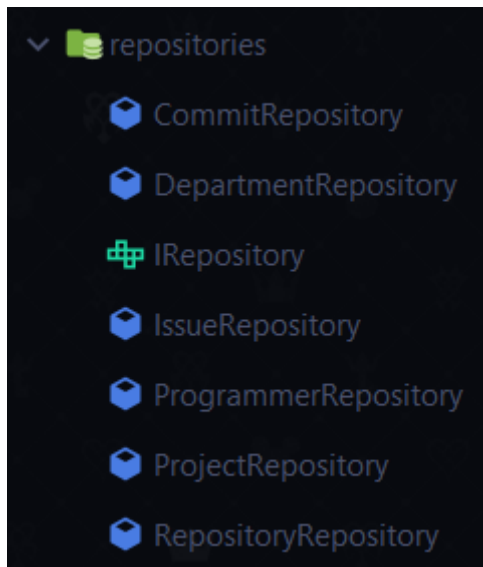 repositories
CommitRepository
DepartmentRepository
IRepository
IssueRepository
ProgrammerRepository
ProjectRepository
RepositoryRepository